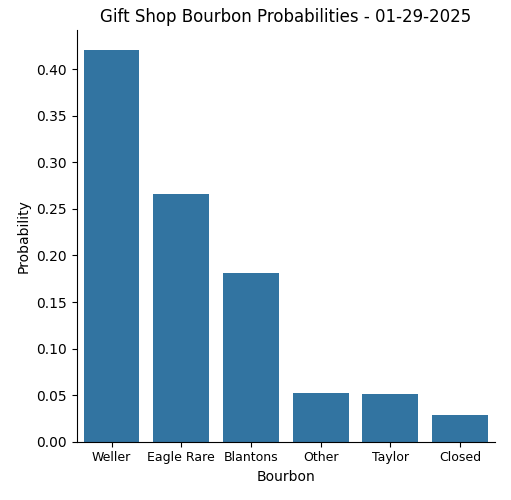 Gift Shop Bourbon Probabilities - 01-29-2025
0.40
0.35
0.30
0.25
0.20
0.15
0.10
0.05
0.00
Probability
Weller Eagle Rare Blantons Other Taylor Closed
Bourbon